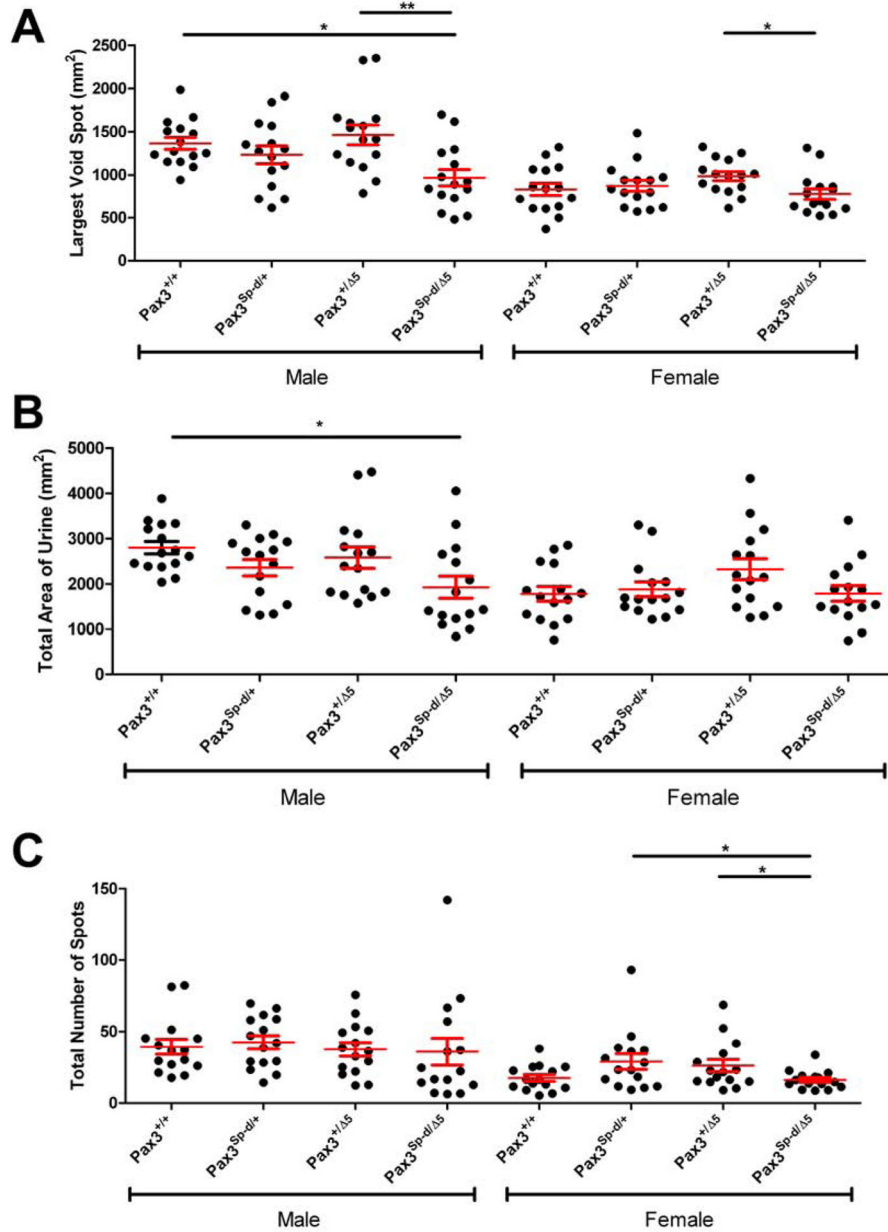 A
**
*
*
Largest Void Spot (mm²)
2500
2000
1500
1000
500
0
Pax3+/+
Pax3Sp-d/+
Pax3+/Δ5
Pax3Sp-d/Δ5
Pax3+/+
Pax3Sp-d/+
Pax3+/Δ5
Pax3Sp-d/Δ5
Male
Female
B
*
Total Area of Urine (mm²)
5000
4000
3000
2000
1000
0
Pax3+/+
Pax3Sp-d/+
Pax3+/Δ5
Pax3Sp-d/Δ5
Pax3+/+
Pax3Sp-d/+
Pax3+/Δ5
Pax3Sp-d/Δ5
Male
Female
C
*
*
Total Number of Spots
150
100
50
0
Pax3+/+
Pax3Sp-d/+
Pax3+/Δ5
Pax3Sp-d/Δ5
Pax3+/+
Pax3Sp-d/+
Pax3+/Δ5
Pax3Sp-d/Δ5
Male
Female